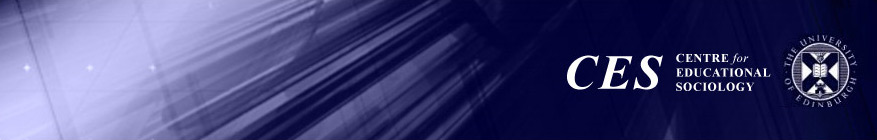 CES
CENTRE for
EDUCATIONAL
SOCIOLOGY
THE UNIVERSITY
OF EDINBURGH